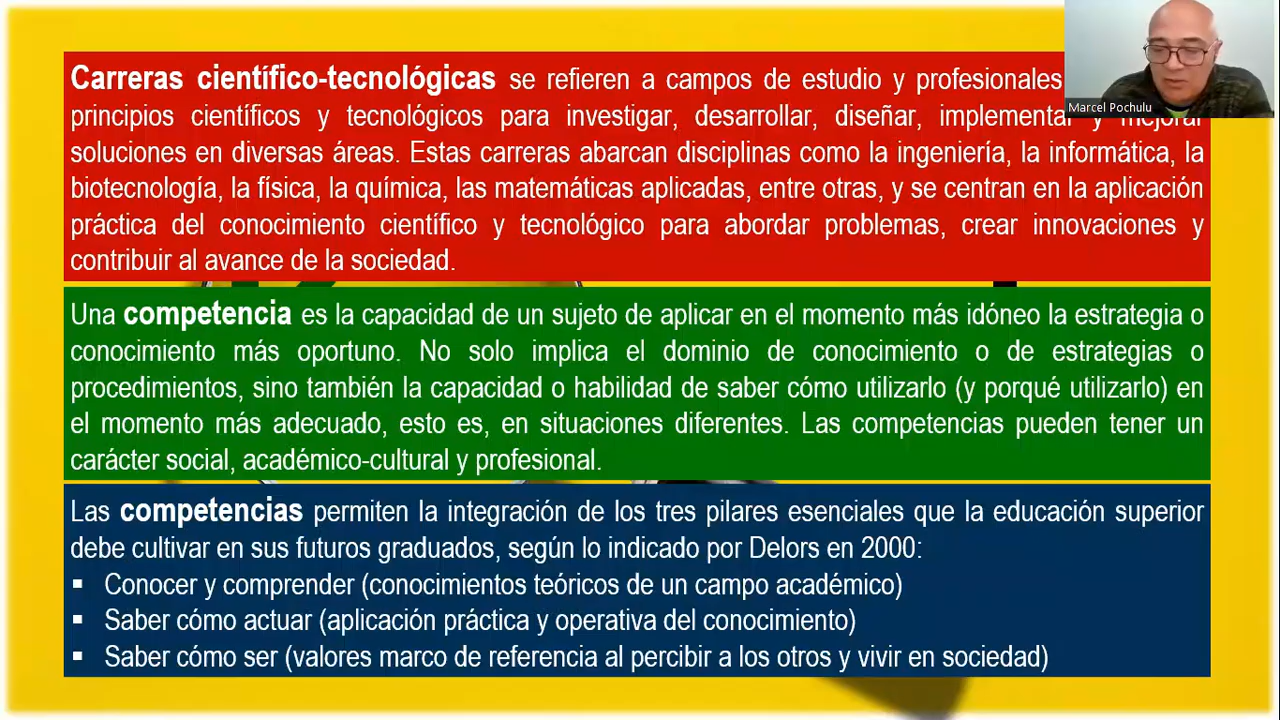 Carreras científico-tecnológicas se refieren a campos de estudio y profesionales
principios científicos y tecnológicos para investigar, desarrollar, diseñar, implementar y mejorar
soluciones en diversas áreas. Estas carreras abarcan disciplinas como la ingeniería, la informática, la
biotecnología, la física, la química, las matemáticas aplicadas, entre otras, y se centran en la aplicación
práctica del conocimiento científico y tecnológico para abordar problemas, crear innovaciones y
contribuir al avance de la sociedad.
Marcel Pochulu
Una competencia es la capacidad de un sujeto de aplicar en el momento más idóneo la estrategia o
conocimiento más oportuno. No solo implica el dominio de conocimiento o de estrategias o
procedimientos, sino también la capacidad o habilidad de saber cómo utilizarlo (y porqué utilizarlo) en
el momento más adecuado, esto es, en situaciones diferentes. Las competencias pueden tener un
carácter social, académico-cultural y profesional.
Las competencias permiten la integración de los tres pilares esenciales que la educación superior
debe cultivar en sus futuros graduados, según lo indicado por Delors en 2000:
▪ Conocer y comprender (conocimientos teóricos de un campo académico)
▪ Saber cómo actuar (aplicación práctica y operativa del conocimiento)
▪ Saber cómo ser (valores marco de referencia al percibir a los otros y vivir en sociedad)